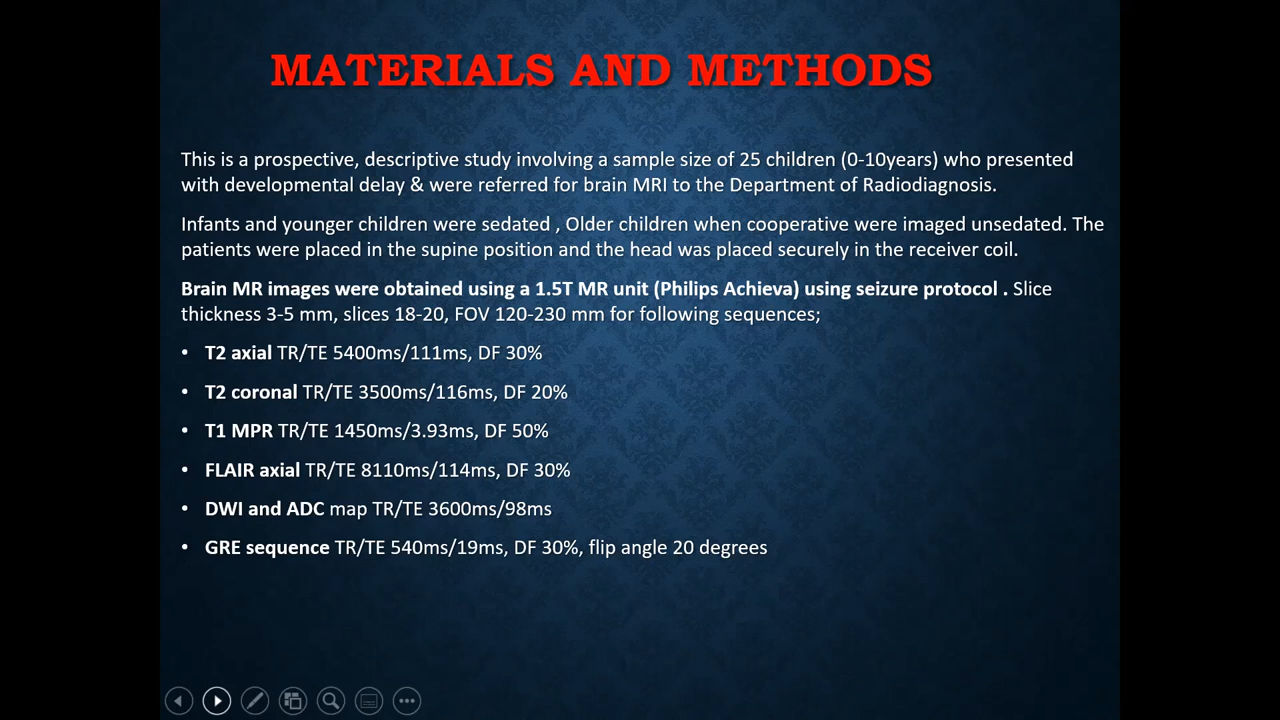 MATERIALS AND METHODS
This is a prospective, descriptive study involving a sample size of 25 children (0-10years) who presented
with developmental delay & were referred for brain MRI to the Department of Radiodiagnosis.
Infants and younger children were sedated , Older children when cooperative were imaged unsedated. The
patients were placed in the supine position and the head was placed securely in the receiver coil.
Brain MR images were obtained using a 1.5T MR unit (Philips Achieva) using seizure protocol . Slice
thickness 3-5 mm, slices 18-20, FOV 120-230 mm for following sequences;
• T2 axial TR/TE 5400ms/111ms, DF 30%
• T2 coronal TR/TE 3500ms/116ms, DF 20%
• T1 MPR TR/TE 1450ms/3.93ms, DF 50%
• FLAIR axial TR/TE 8110ms/114ms, DF 30%
• DWI and ADC map TR/TE 3600ms/98ms
• GRE sequence TR/TE 540ms/19ms, DF 30%, flip angle 20 degrees